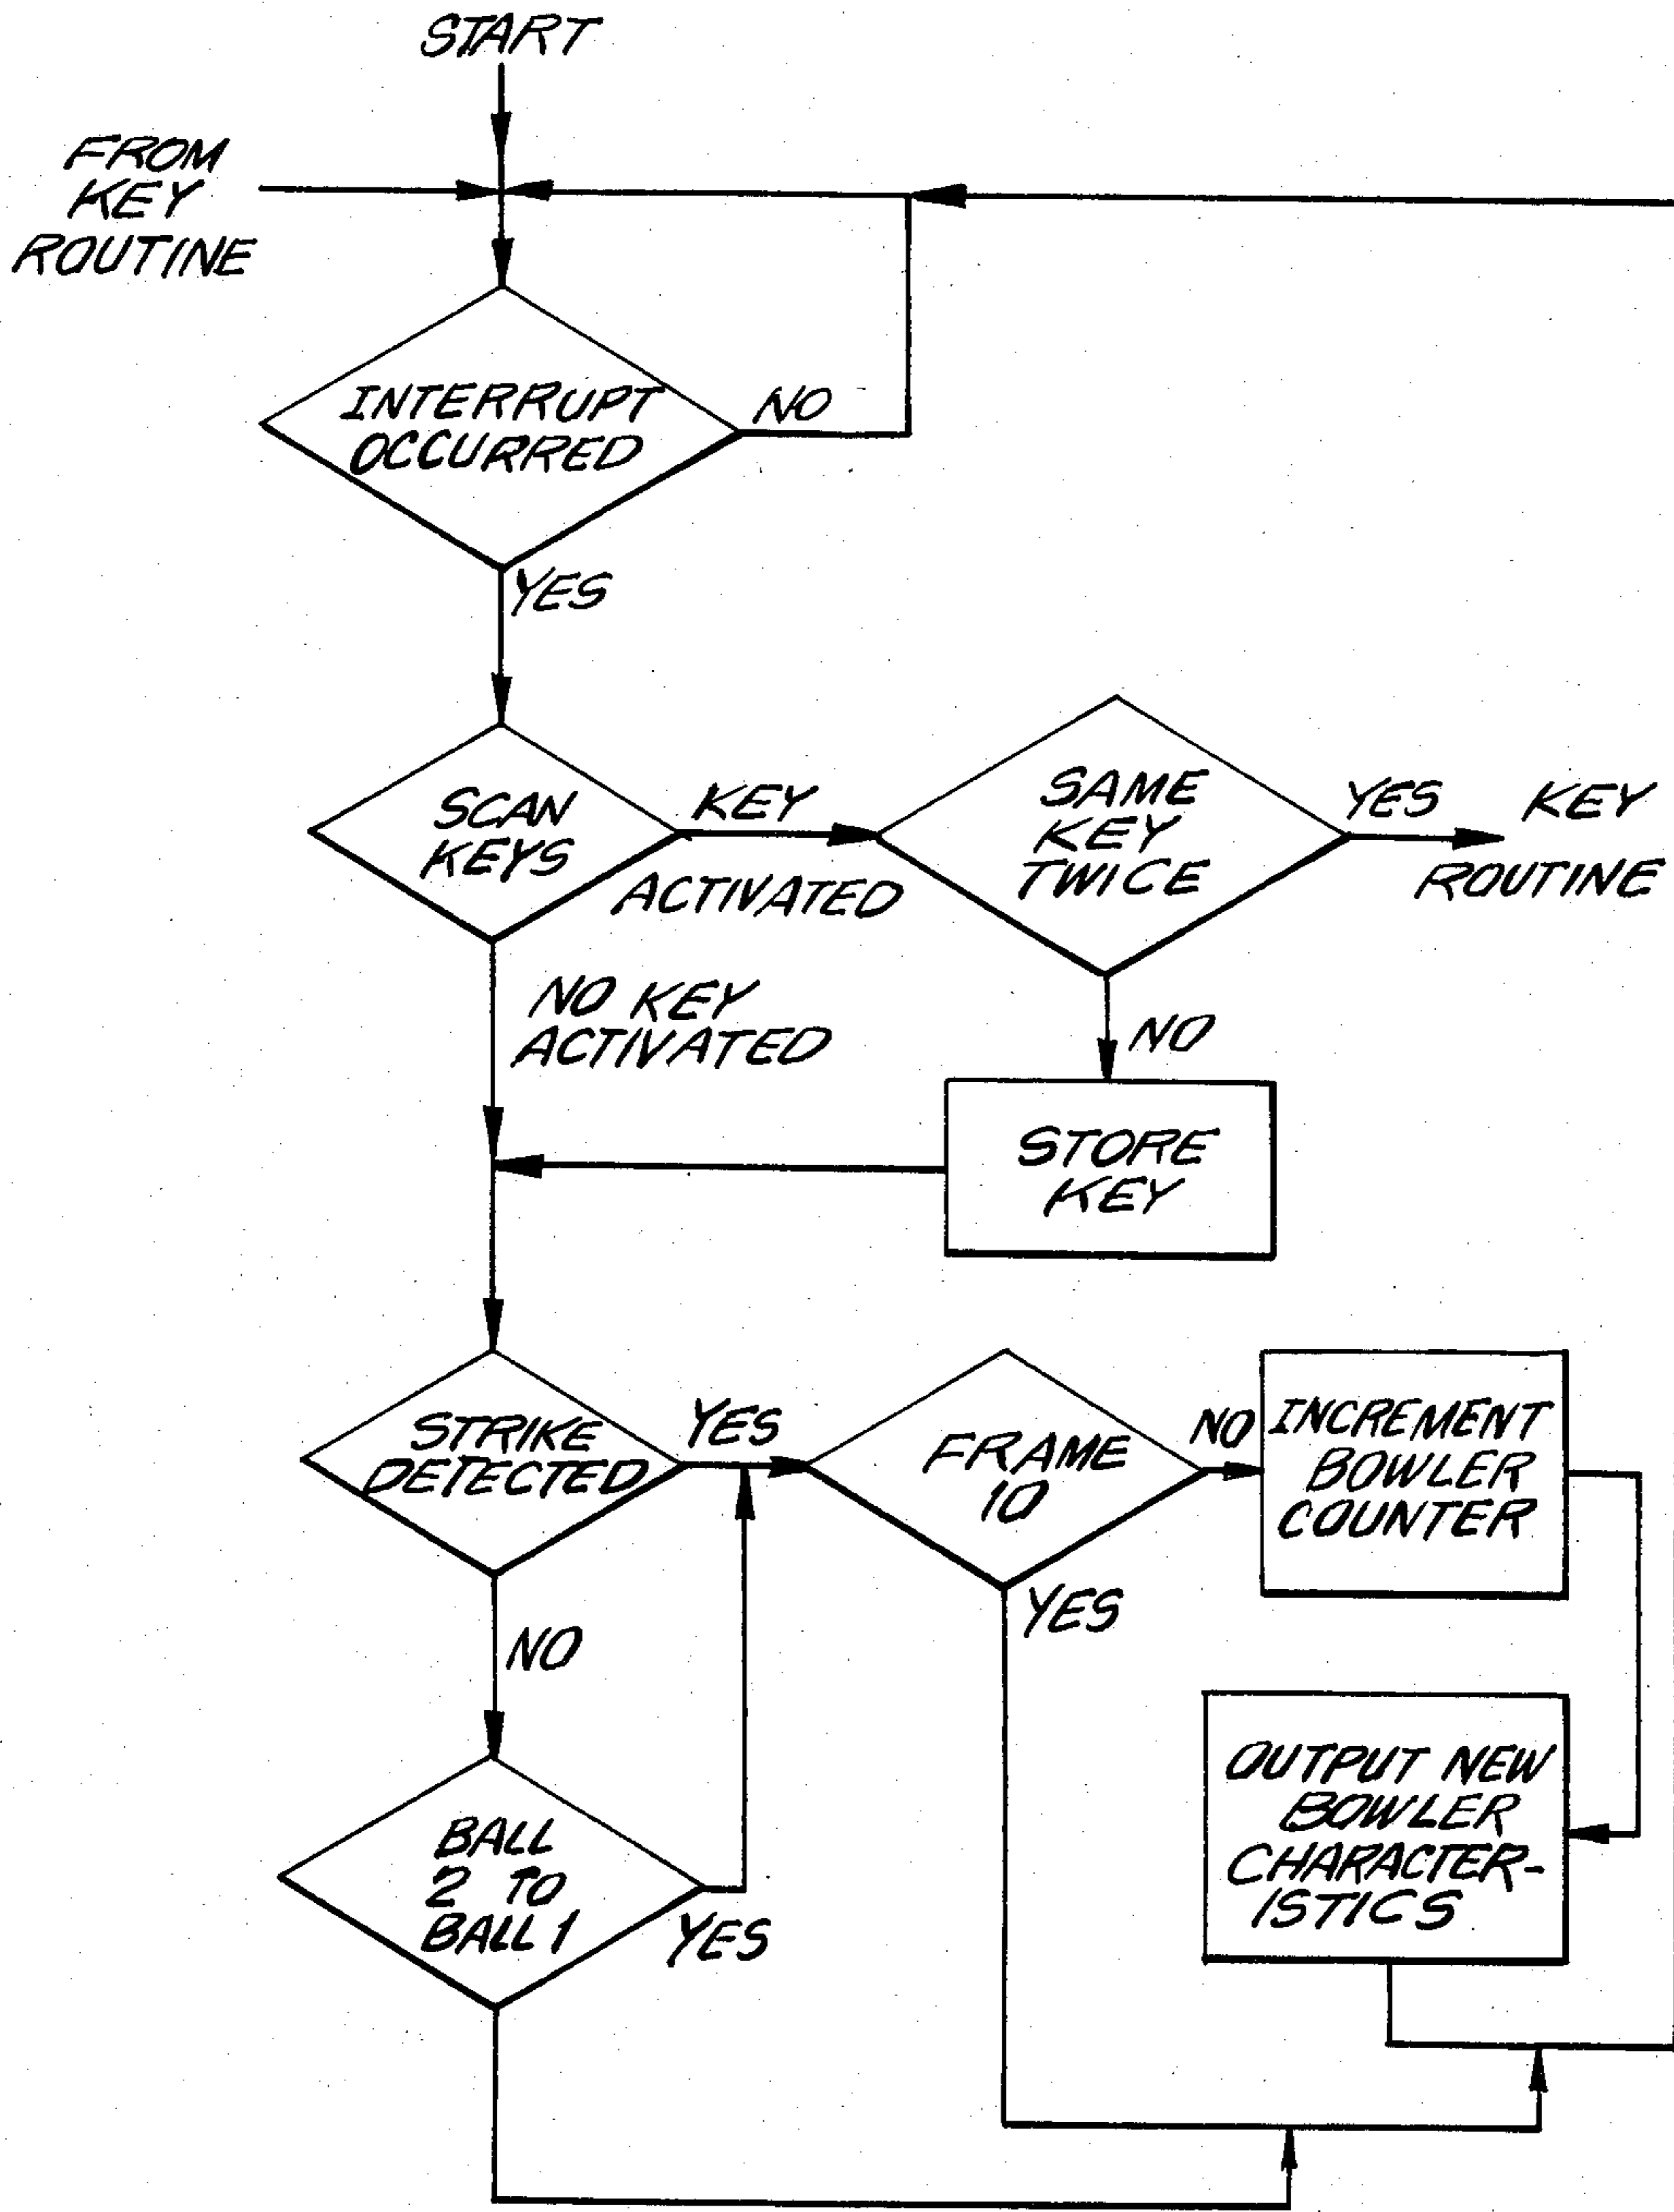 START
FROM
KEY
ROUTINE
INTERRUPT
OCCURRED
NO
YES
SCAN
KEYS
KEY
ACTIVATED
SAME
KEY
TWICE
YES
KEY
ROUTINE
NO KEY
ACTIVATED
NO
STORE
KEY
STRIKE
DETECTED
YES
FRAME
10
NO
INCREMENT
BOWLER
COUNTER
NO
YES
BALL
2 TO
BALL 1
YES
OUTPUT NEW
BOWLER
CHARACTER-
ISTICS